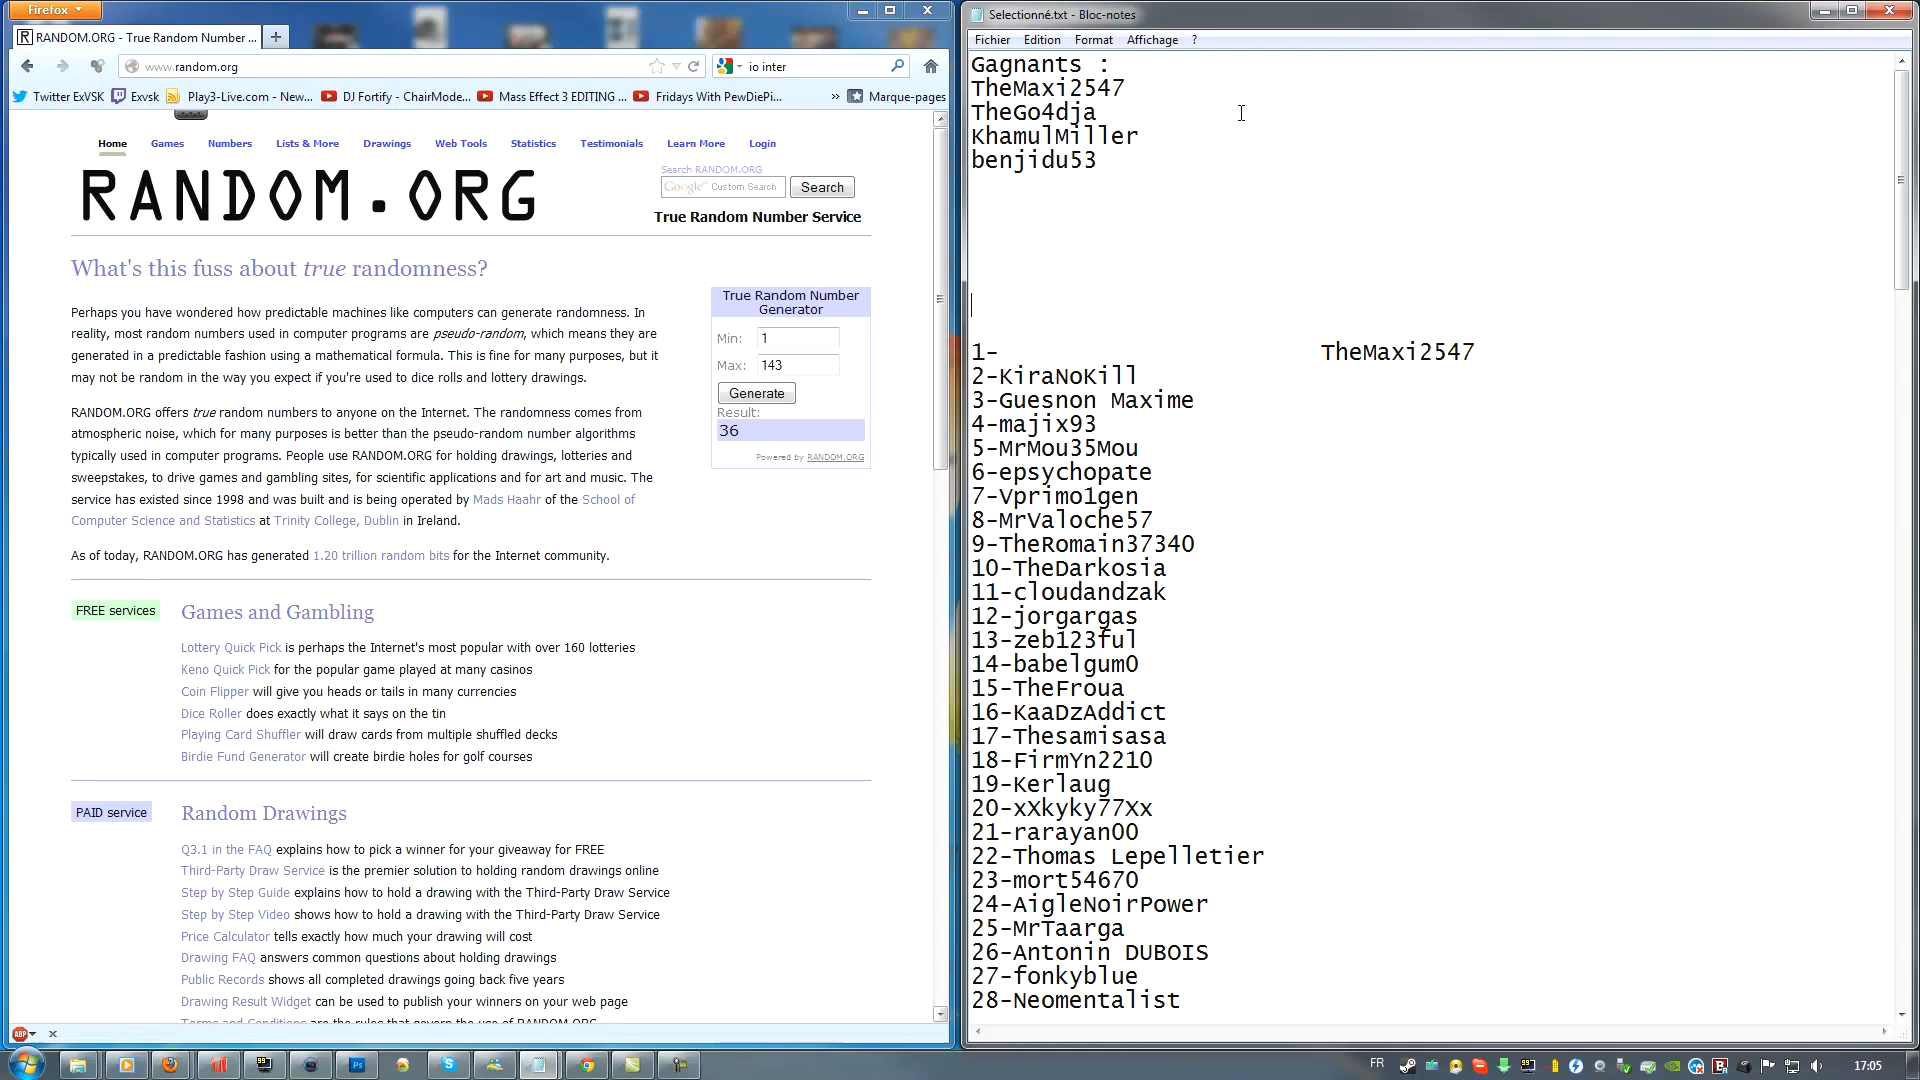 Firefox
RANDOM.ORG - True Random Number ...
www.random.org
io inter
Twitter ExVSK Exvsk Play3-Live.com - New... DJ Fortify - ChairMode... Mass Effect 3 EDITING ... Fridays With PewDiePi... » Marque-pages
Home Games Numbers Lists & More Drawings Web Tools Statistics Testimonials Learn More Login
Search RANDOM.ORG
RANDOM.ORG
Google™ Custom Search Search
True Random Number Service
What's this fuss about true randomness?
Perhaps you have wondered how predictable machines like computers can generate randomness. In
reality, most random numbers used in computer programs are pseudo-random, which means they are
generated in a predictable fashion using a mathematical formula. This is fine for many purposes, but it
may not be random in the way you expect if you're used to dice rolls and lottery drawings.
RANDOM.ORG offers true random numbers to anyone on the Internet. The randomness comes from
atmospheric noise, which for many purposes is better than the pseudo-random number algorithms
typically used in computer programs. People use RANDOM.ORG for holding drawings, lotteries and
sweepstakes, to drive games and gambling sites, for scientific applications and for art and music. The
service has existed since 1998 and was built and is being operated by Mads Haahr of the School of
Computer Science and Statistics at Trinity College, Dublin in Ireland.
As of today, RANDOM.ORG has generated 1.20 trillion random bits for the Internet community.
True Random Number
Generator
Min: 1
Max: 143
Generate
Result:
36
Powered by RANDOM.ORG
FREE services
Games and Gambling
Lottery Quick Pick is perhaps the Internet's most popular with over 160 lotteries
Keno Quick Pick for the popular game played at many casinos
Coin Flipper will give you heads or tails in many currencies
Dice Roller does exactly what it says on the tin
Playing Card Shuffler will draw cards from multiple shuffled decks
Birdie Fund Generator will create birdie holes for golf courses
PAID service
Random Drawings
Q3.1 in the FAQ explains how to pick a winner for your giveaway for FREE
Third-Party Draw Service is the premier solution to holding random drawings online
Step by Step Guide explains how to hold a drawing with the Third-Party Draw Service
Step by Step Video shows how to hold a drawing with the Third-Party Draw Service
Price Calculator tells exactly how much your drawing will cost
Drawing FAQ answers common questions about holding drawings
Public Records shows all completed drawings going back five years
Drawing Result Widget can be used to publish your winners on your web page
Terms and Conditions are the rules that govern the use of RANDOM.ORG
ABP
Selectionné.txt - Bloc-notes
Fichier Edition Format Affichage ?
Gagnants :
TheMaxi2547
TheGo4dja
KhamulMiller
benjidu53
1- TheMaxi2547
2-KiraNoKill
3-Guesnon Maxime
4-majix93
5-MrMou35Mou
6-epsychopate
7-Vprimo1gen
8-MrValoche57
9-TheRomain37340
10-TheDarkosia
11-cloudandzak
12-jorgargas
13-zeb123ful
14-babelgum0
15-TheFroua
16-KaaDzAddict
17-Thesamisasa
18-FirmYn2210
19-Kerlaug
20-xXkyky77Xx
21-rarayan00
22-Thomas Lepelletier
23-mort54670
24-AigleNoirPower
25-MrTaarga
26-Antonin DUBOIS
27-fonkyblue
28-Neomentalist
FR
17:05